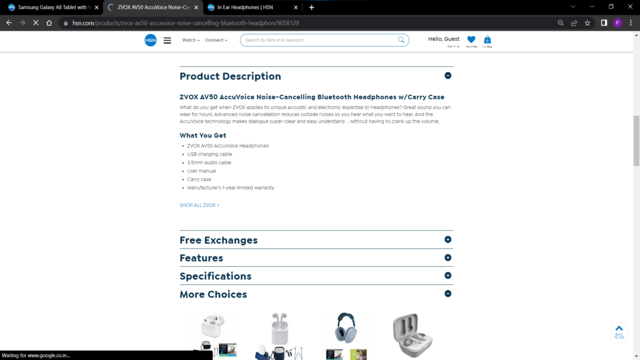 Samsung Galaxy A8 Tablet with
ZVOX AV50 AccuVoice Noise-Canc
In Ear Headphones | HSN
hsn.com/products/zvox-av50-accuvoice-noise-cancelling-bluetooth-headphon/9058129
P
HSN
Watch
Connect
Search by item # or keyword
Hello, Guest
Product Description
ZVOX AV50 AccuVoice Noise-Cancelling Bluetooth Headphones w/Carry Case
What do you get when ZVOX applies its unique acoustic and electronic expertise to headphones? Great sound you can
wear for hours. Advanced noise cancellation reduces outside noises so you hear what you want to hear. And the
AccuVoice technology makes dialogue super-clear and easy understand , without having to crank up the volume.
What You Get
• ZVOX AV50 AccuVoice Headphones
• USB charging cable
• 3.5mm audio cable
• User manual
• Carry case
• Manufacturer's 1-year limited warranty
SHOP ALL ZVOX >
Free Exchanges
Features
Specifications
More Choices
BACK
TO TOP
Waiting for www.google.co.in...